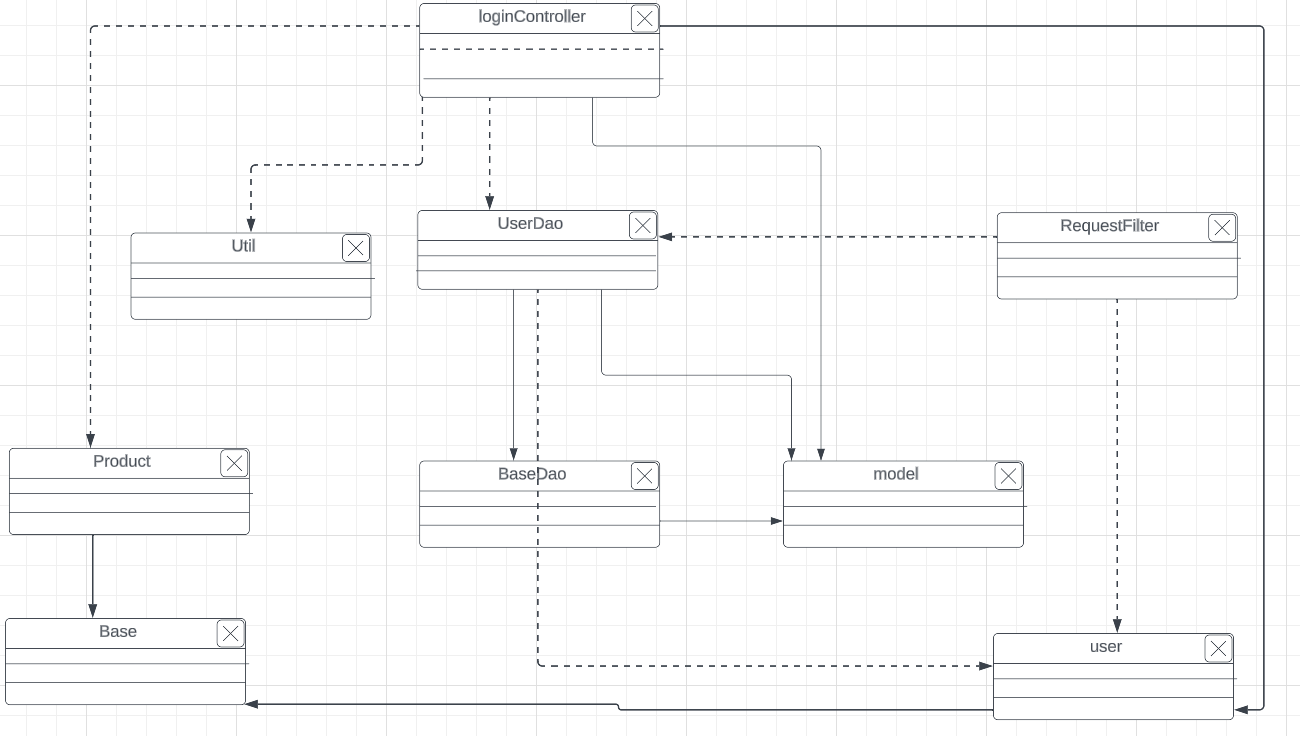 loginController
UserDao
RequestFilter
Util
Product
BaseDao
model
Base
user